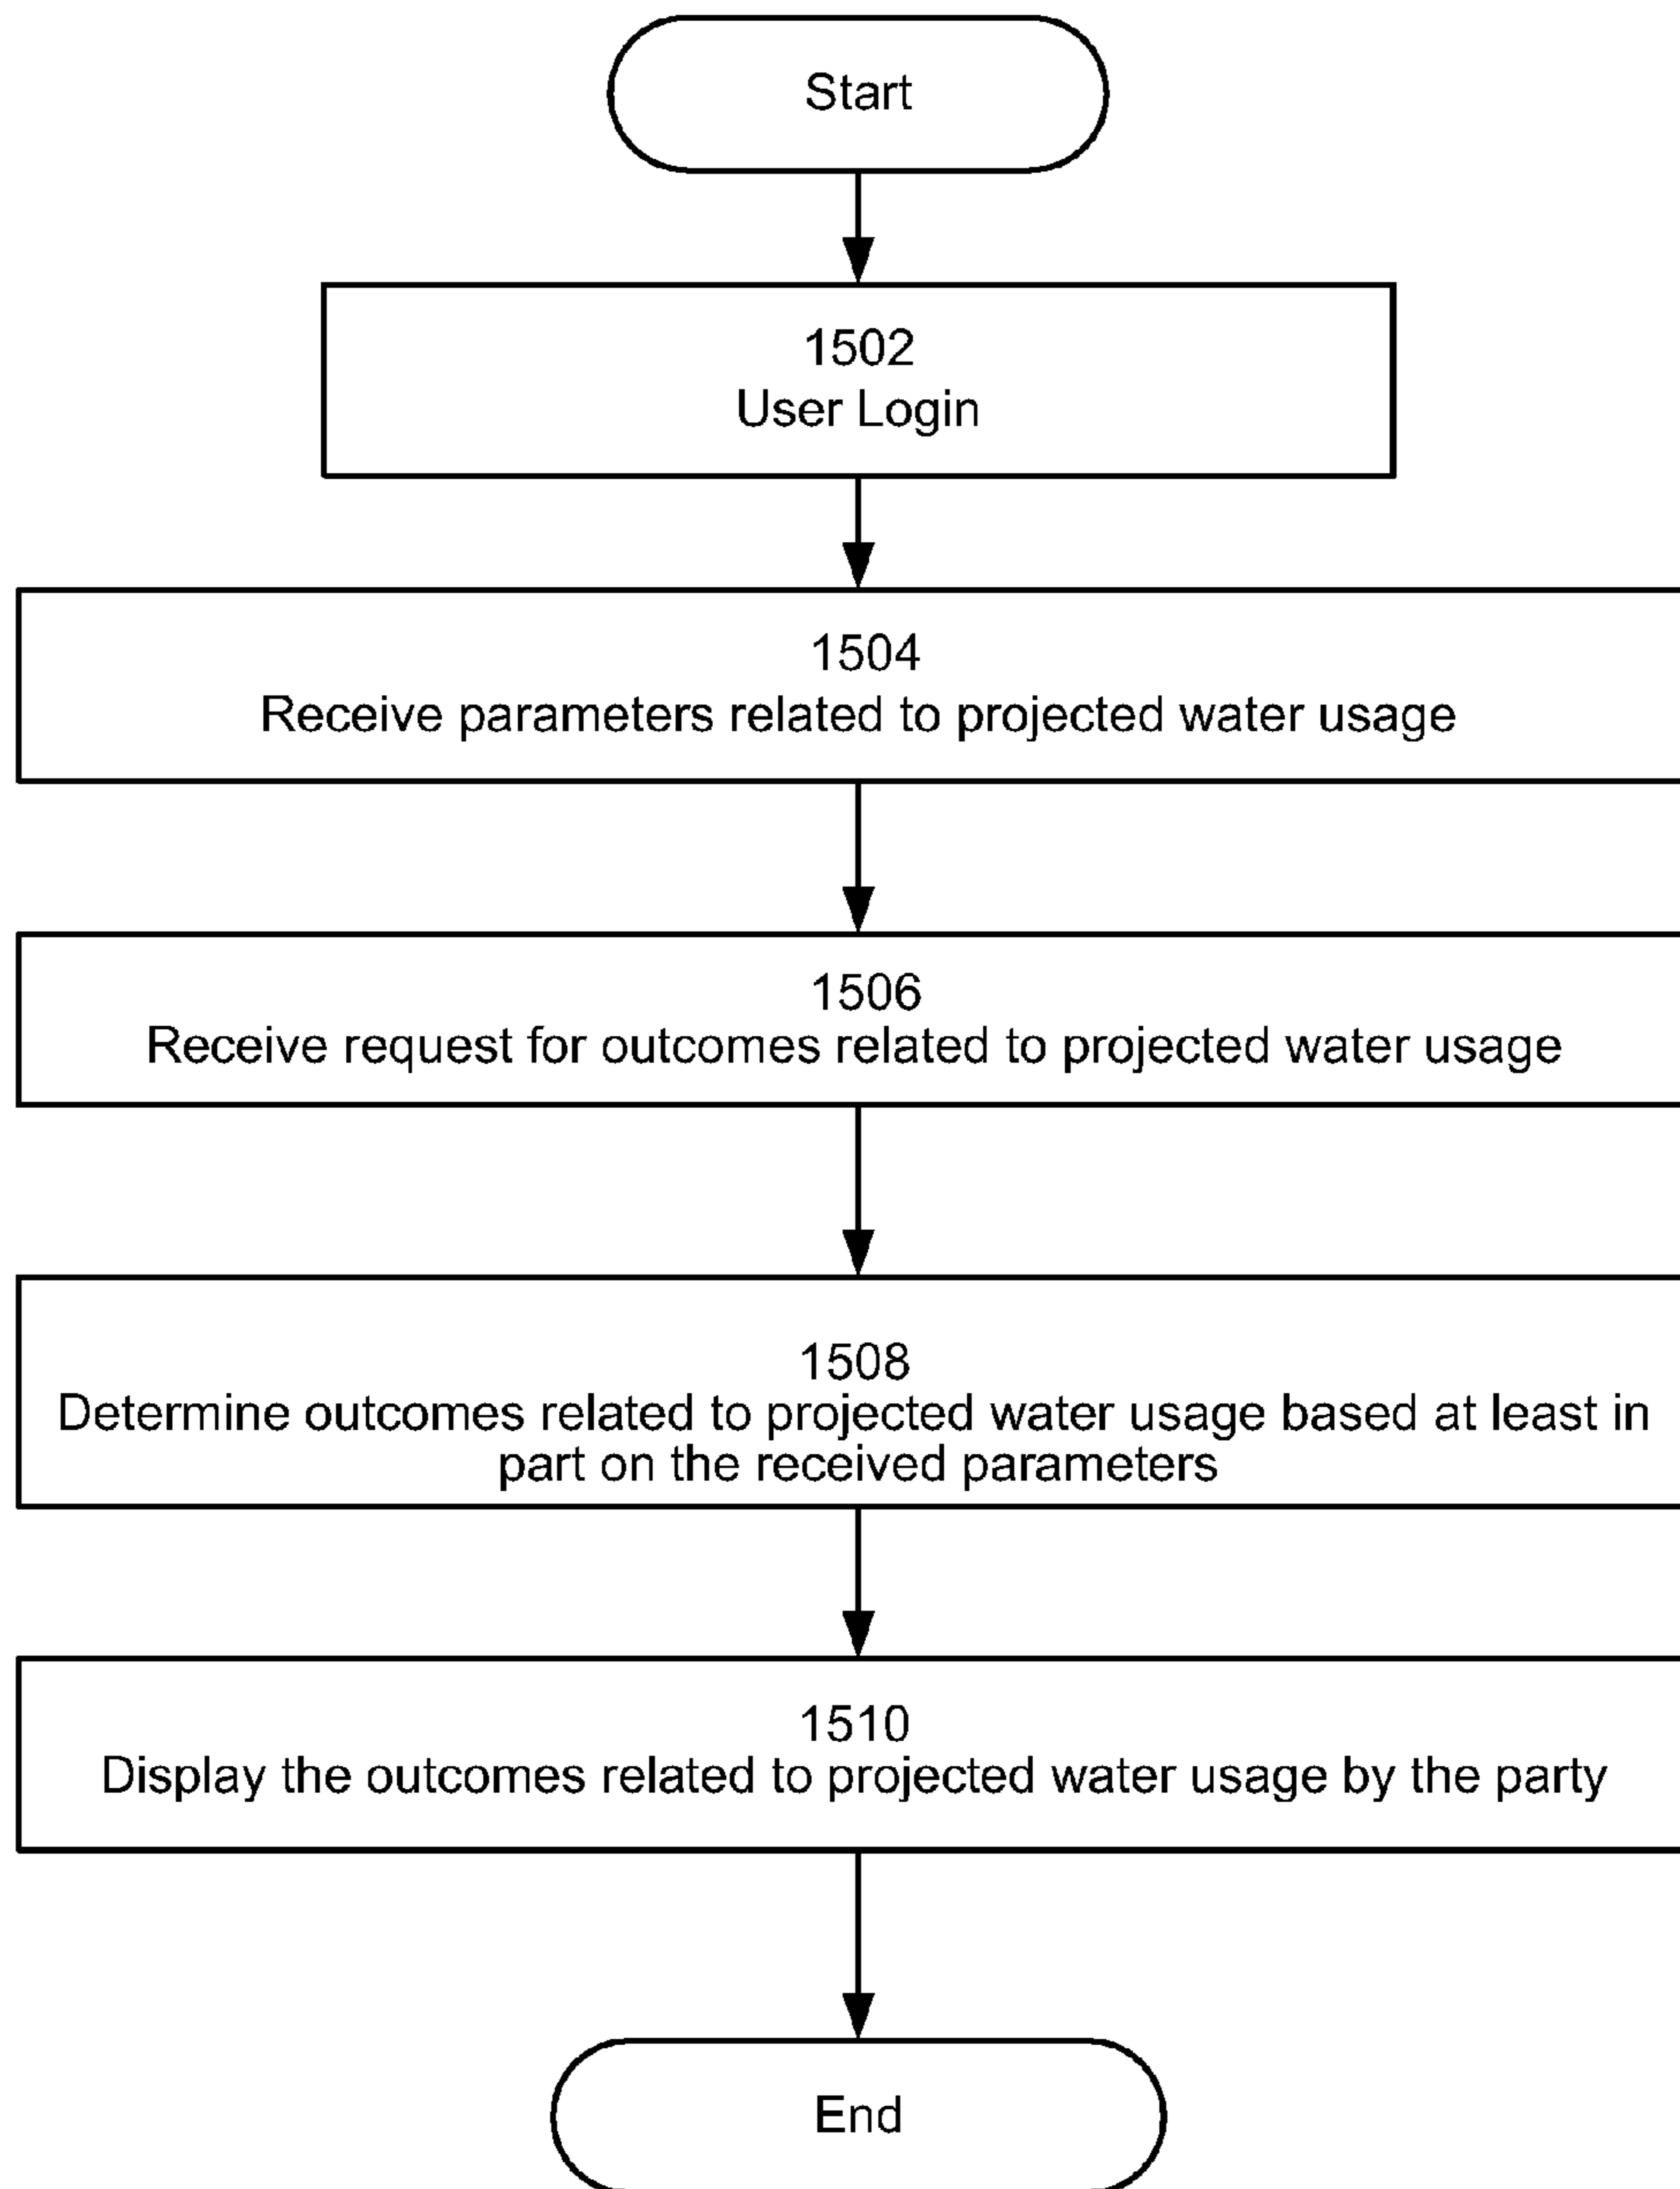 Start
1502
User Login
1504
Receive parameters related to projected water usage
1506
Receive request for outcomes related to projected water usage
1508
Determine outcomes related to projected water usage based at least in
part on the received parameters
1510
Display the outcomes related to projected water usage by the party
End